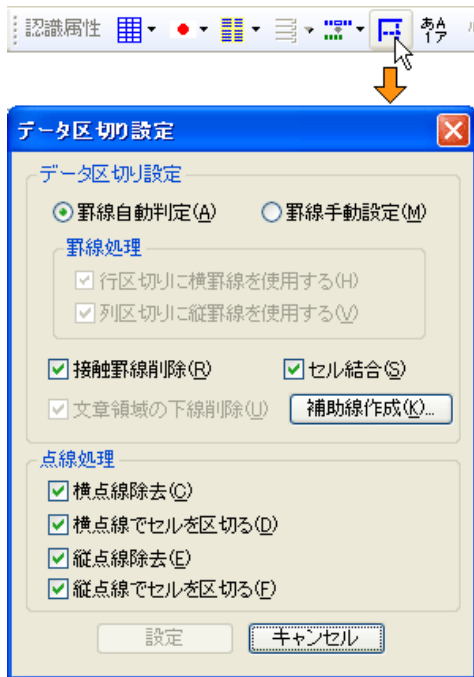 認識属性
あA
1ア
データ区切り設定
データ区切り設定
罫線自動判定(A) 罫線手動設定(M)
罫線処理
行区切りに横罫線を使用する(H)
列区切りに縦罫線を使用する(V)
接触罫線削除(R) セル結合(S)
文章領域の下線削除(U) 補助線作成(K)...
点線処理
横点線除去(C)
横点線でセルを区切る(D)
縦点線除去(E)
縦点線でセルを区切る(F)
設定 キャンセル